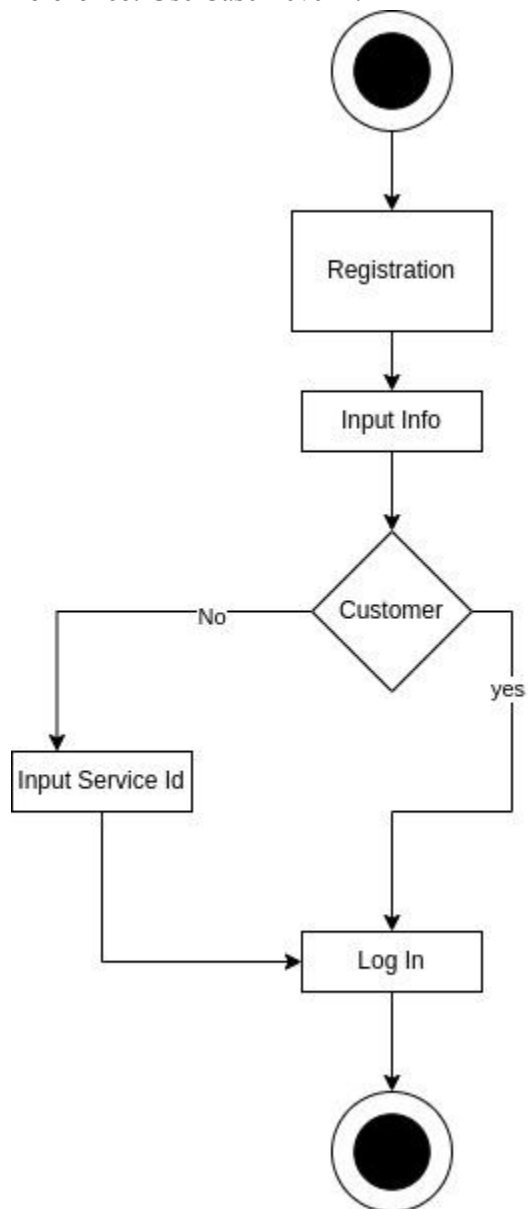 Registration
Input Info
Customer
No
yes
Input Service Id
Log In